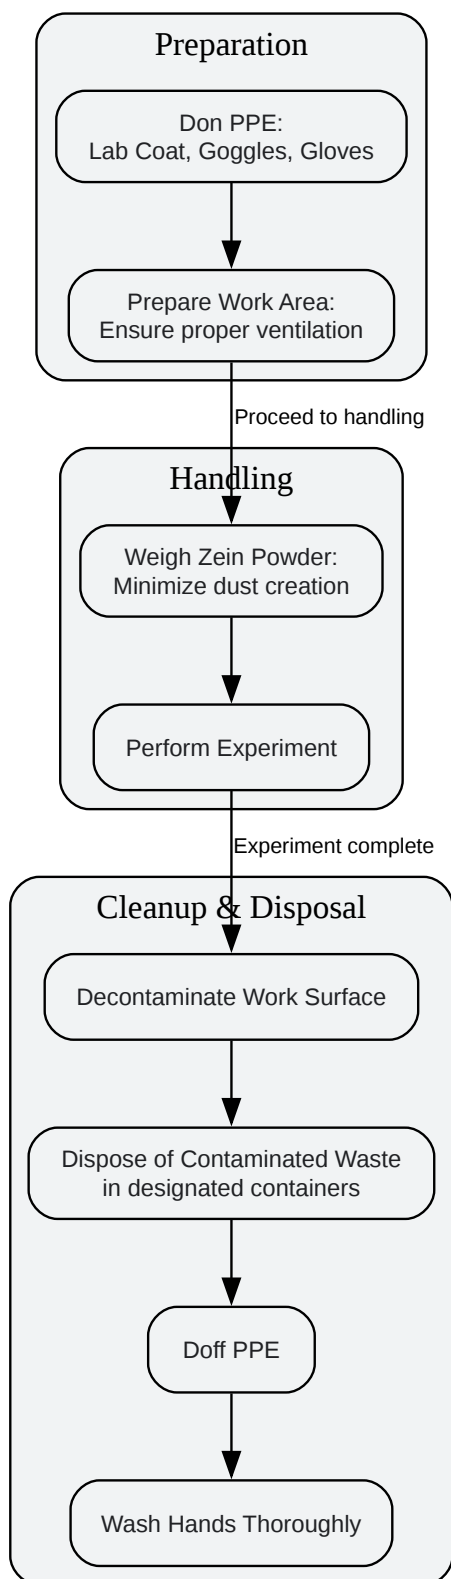 Preparation
Don PPE:
Lab Coat, Goggles, Gloves
Prepare Work Area:
Ensure proper ventilation
Proceed to handling
Handling
Weigh Zein Powder:
Minimize dust creation
Perform Experiment
Experiment complete
Cleanup & Disposal
Decontaminate Work Surface
Dispose of Contaminated Waste
in designated containers
Doff PPE
Wash Hands Thoroughly